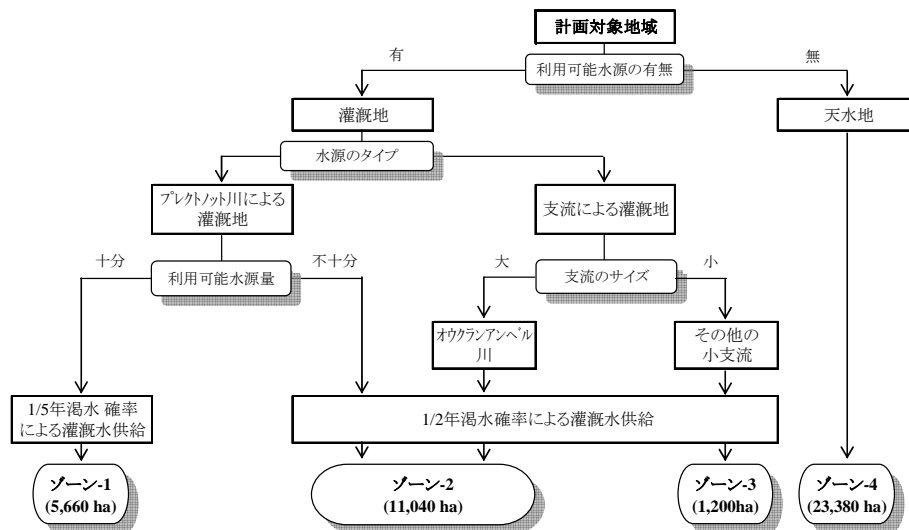 計画対象地域
有
利用可能水源の有無
無
灌漑地
天水地
水源のタイプ
プレクトノット川による
灌漑地
支流による灌漑地
十分
利用可能水源量
不十分
大
支流のサイズ
小
オウクランアンベル
川
その他の
小支流
1/5年渇水 確率
による灌漑水供給
1/2年渇水確率による灌漑水供給
ゾーン-1
(5,660 ha)
ゾーン-2
(11,040 ha)
ゾーン-3
(1,200ha)
ゾーン-4
(23,380 ha)